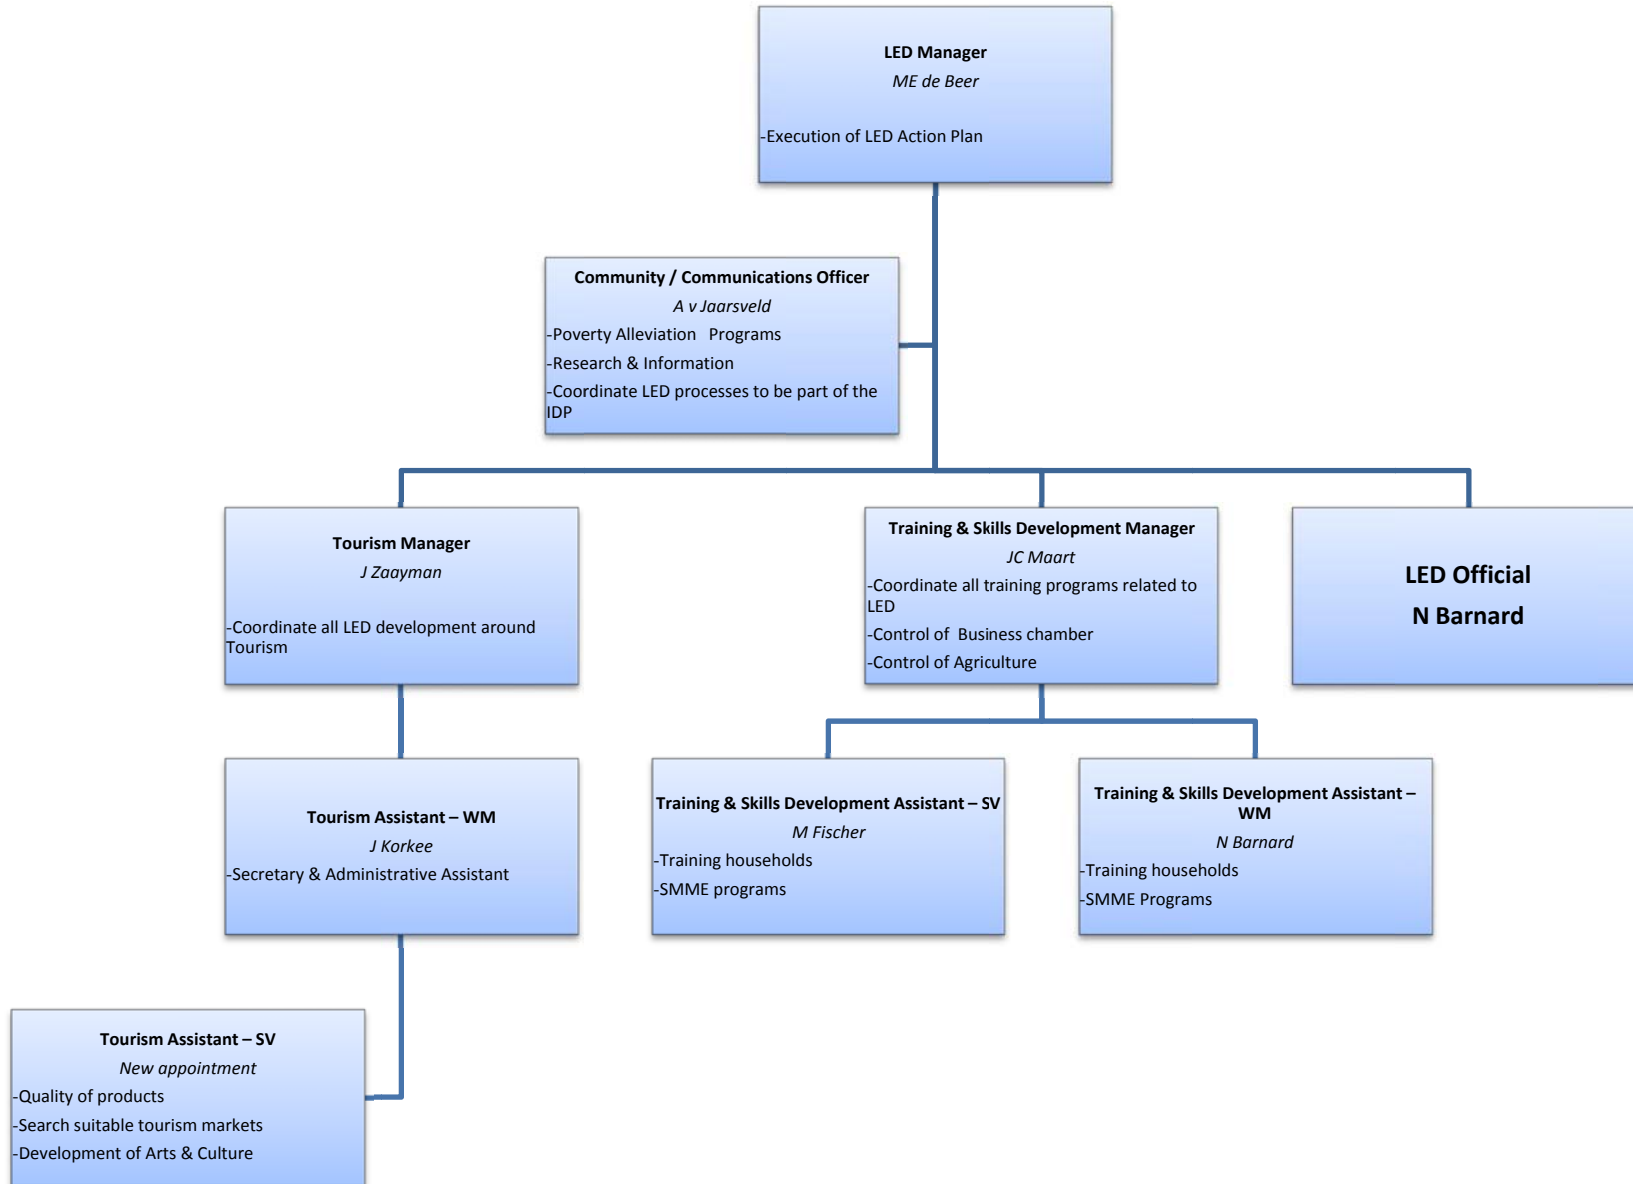 LED Manager
ME de Beer
-Execution of LED Action Plan
Community / Communications Officer
A v Jaarsveld
-Poverty Alleviation   Programs
-Research & Information
-Coordinate LED processes to be part of the
IDP
Tourism Manager
J Zaayman
-Coordinate all LED development around
Tourism
Training & Skills Development Manager
JC Maart
-Coordinate all training programs related to
LED
-Control of  Business chamber
-Control of Agriculture
LED Official
N Barnard
Tourism Assistant – WM
J Korkee
-Secretary & Administrative Assistant
Training & Skills Development Assistant – SV
M Fischer
-Training households
-SMME programs
Training & Skills Development Assistant –
WM
N Barnard
-Training households
-SMME Programs
Tourism Assistant – SV
New appointment
-Quality of products
-Search suitable tourism markets
-Development of Arts & Culture